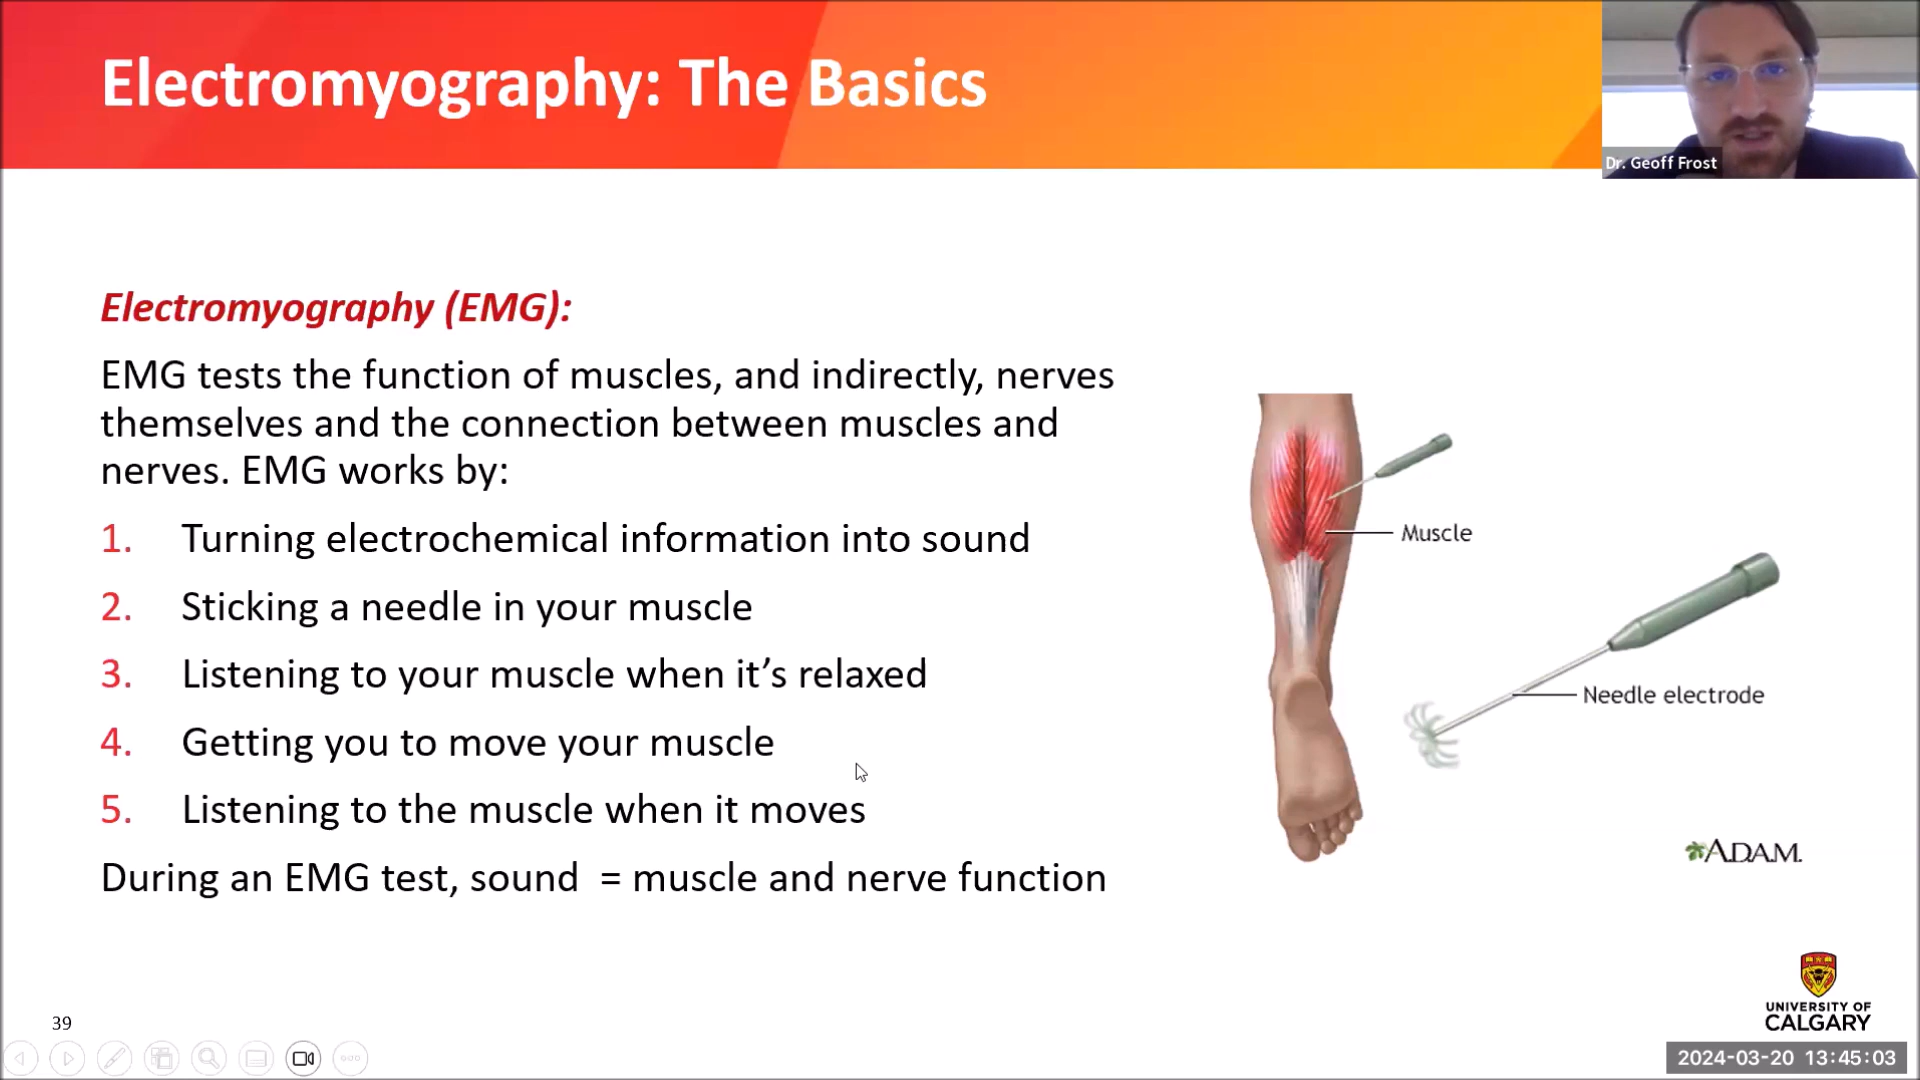 Electromyography: The Basics
Dr. Geoff Frost
Electromyography (EMG):
EMG tests the function of muscles, and indirectly, nerves
themselves and the connection between muscles and
nerves. EMG works by:
1. Turning electrochemical information into sound
2. Sticking a needle in your muscle
3. Listening to your muscle when it’s relaxed
4. Getting you to move your muscle
5. Listening to the muscle when it moves
During an EMG test, sound  = muscle and nerve function
Muscle
Needle electrode
ADAM.
UNIVERSITY OF
CALGARY
39
2024-03-20 13:45:03